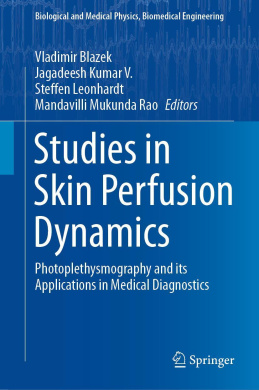 Biological and Medical Physics, Biomedical Engineering
Vladimir Blazek
Jagadeesh Kumar V.
Steffen Leonhardt
Mandavilli Mukunda Rao Editors
Studies in
Skin Perfusion
Dynamics
Photoplethysmography and its
Applications in Medical Diagnostics
Springer